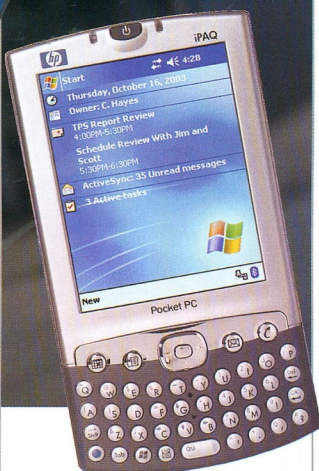 hp
iPAQ
Start 4:28
Thursday, October 16, 2003
Owner: C. Hayes
TPS Report Review
4:00PM-5:30PM
Schedule Review With Jim and
Scott
5:30PM-6:30PM
ActiveSync: 35 Unread messages
3 Active tasks
New
Pocket PC
Q W E R T Y U I O P
A S D F G H J K L
Z X C V B N M
Tab